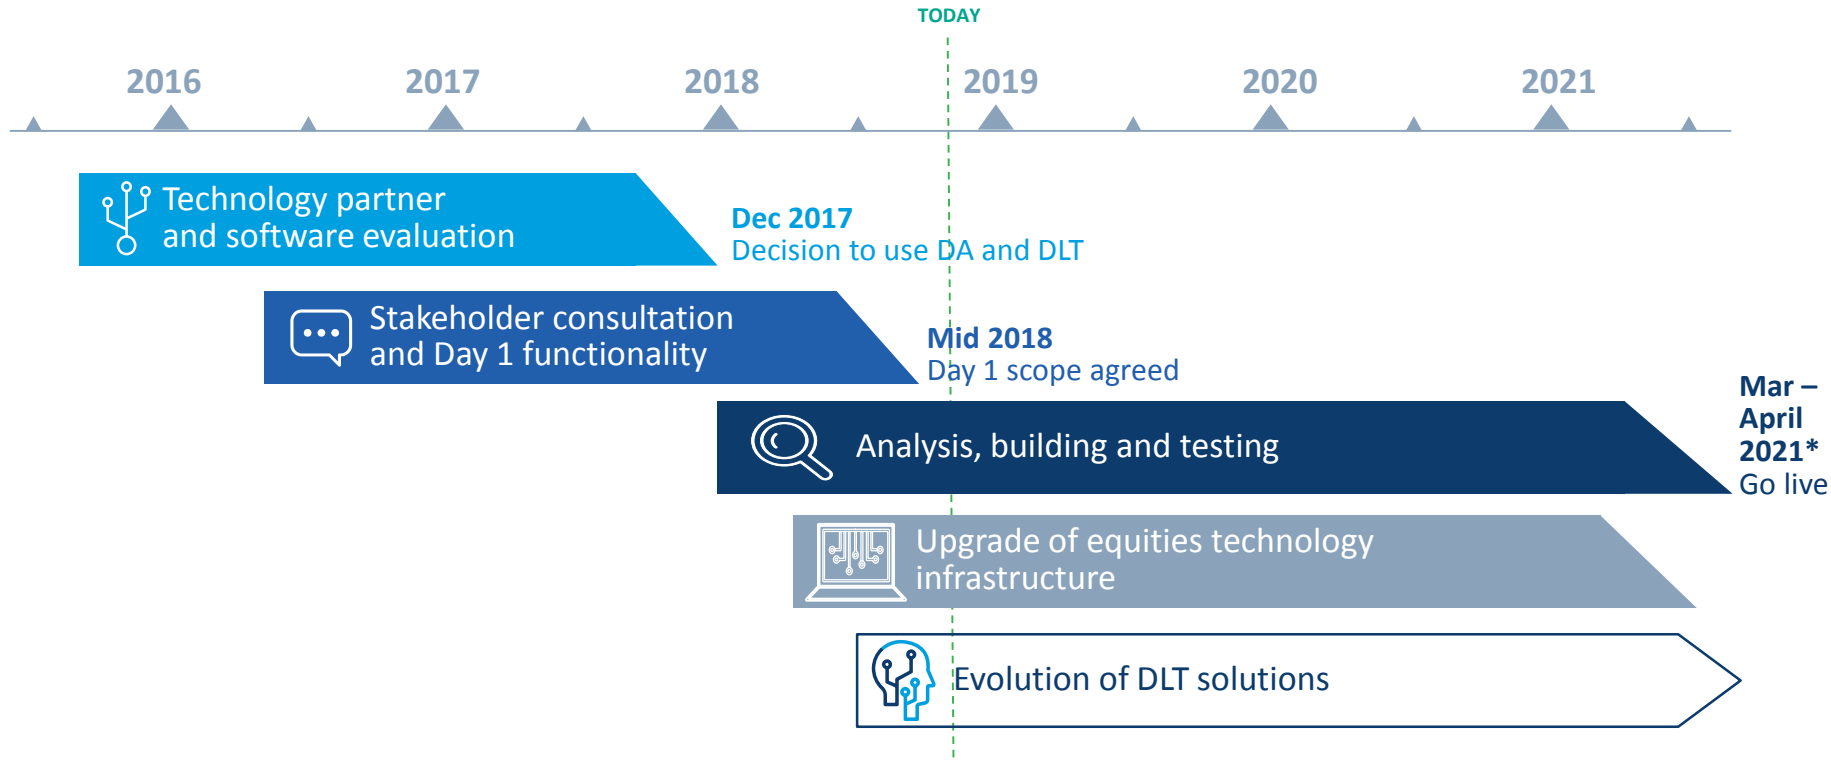 TODAY
2016
2017
2018
2019
2020
2021
Technology partner
and software evaluation
Dec 2017
Decision to use DA and DLT
Stakeholder consultation
and Day 1 functionality
Mid 2018
Day 1 scope agreed
Analysis, building and testing
Mar –
April
2021*
Go live
Upgrade of equities technology
infrastructure
Evolution of DLT solutions